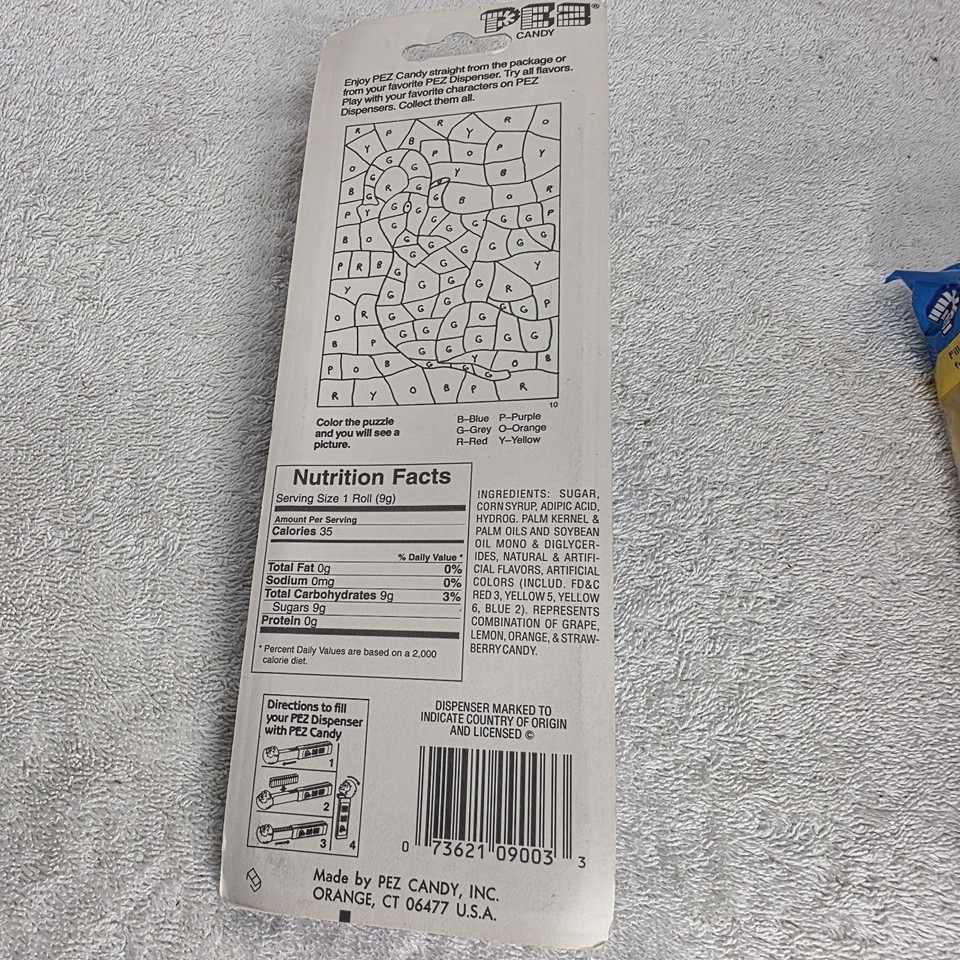 PEZ®
CANDY
Enjoy PEZ Candy straight from the package or
from your favorite PEZ Dispenser. Try all flavors.
Play with your favorite characters on PEZ
Dispensers. Collect them all.
10
Color the puzzle
and you will see a
picture.
B–Blue P–Purple
G–Grey O–Orange
R–Red Y–Yellow
Nutrition Facts
Serving Size 1 Roll (9g)
Amount Per Serving
Calories 35
% Daily Value *
Total Fat 0g 0%
Sodium 0mg 0%
Total Carbohydrates 9g 3%
Sugars 9g
Protein 0g
* Percent Daily Values are based on a 2,000
calorie diet.
INGREDIENTS: SUGAR,
CORN SYRUP, ADIPIC ACID,
HYDROG. PALM KERNEL &
PALM OILS AND SOYBEAN
OIL MONO & DIGLYCER-
IDES, NATURAL & ARTIFI-
CIAL FLAVORS, ARTIFICIAL
COLORS (INCLUD. FD&C
RED 3, YELLOW 5, YELLOW
6, BLUE 2). REPRESENTS
COMBINATION OF GRAPE,
LEMON, ORANGE, & STRAW-
BERRY CANDY.
Directions to fill
your PEZ Dispenser
with PEZ Candy
1
2
3 4
DISPENSER MARKED TO
INDICATE COUNTRY OF ORIGIN
AND LICENSED ©
0 73621 09003 3
Made by PEZ CANDY, INC.
ORANGE, CT 06477 U.S.A.